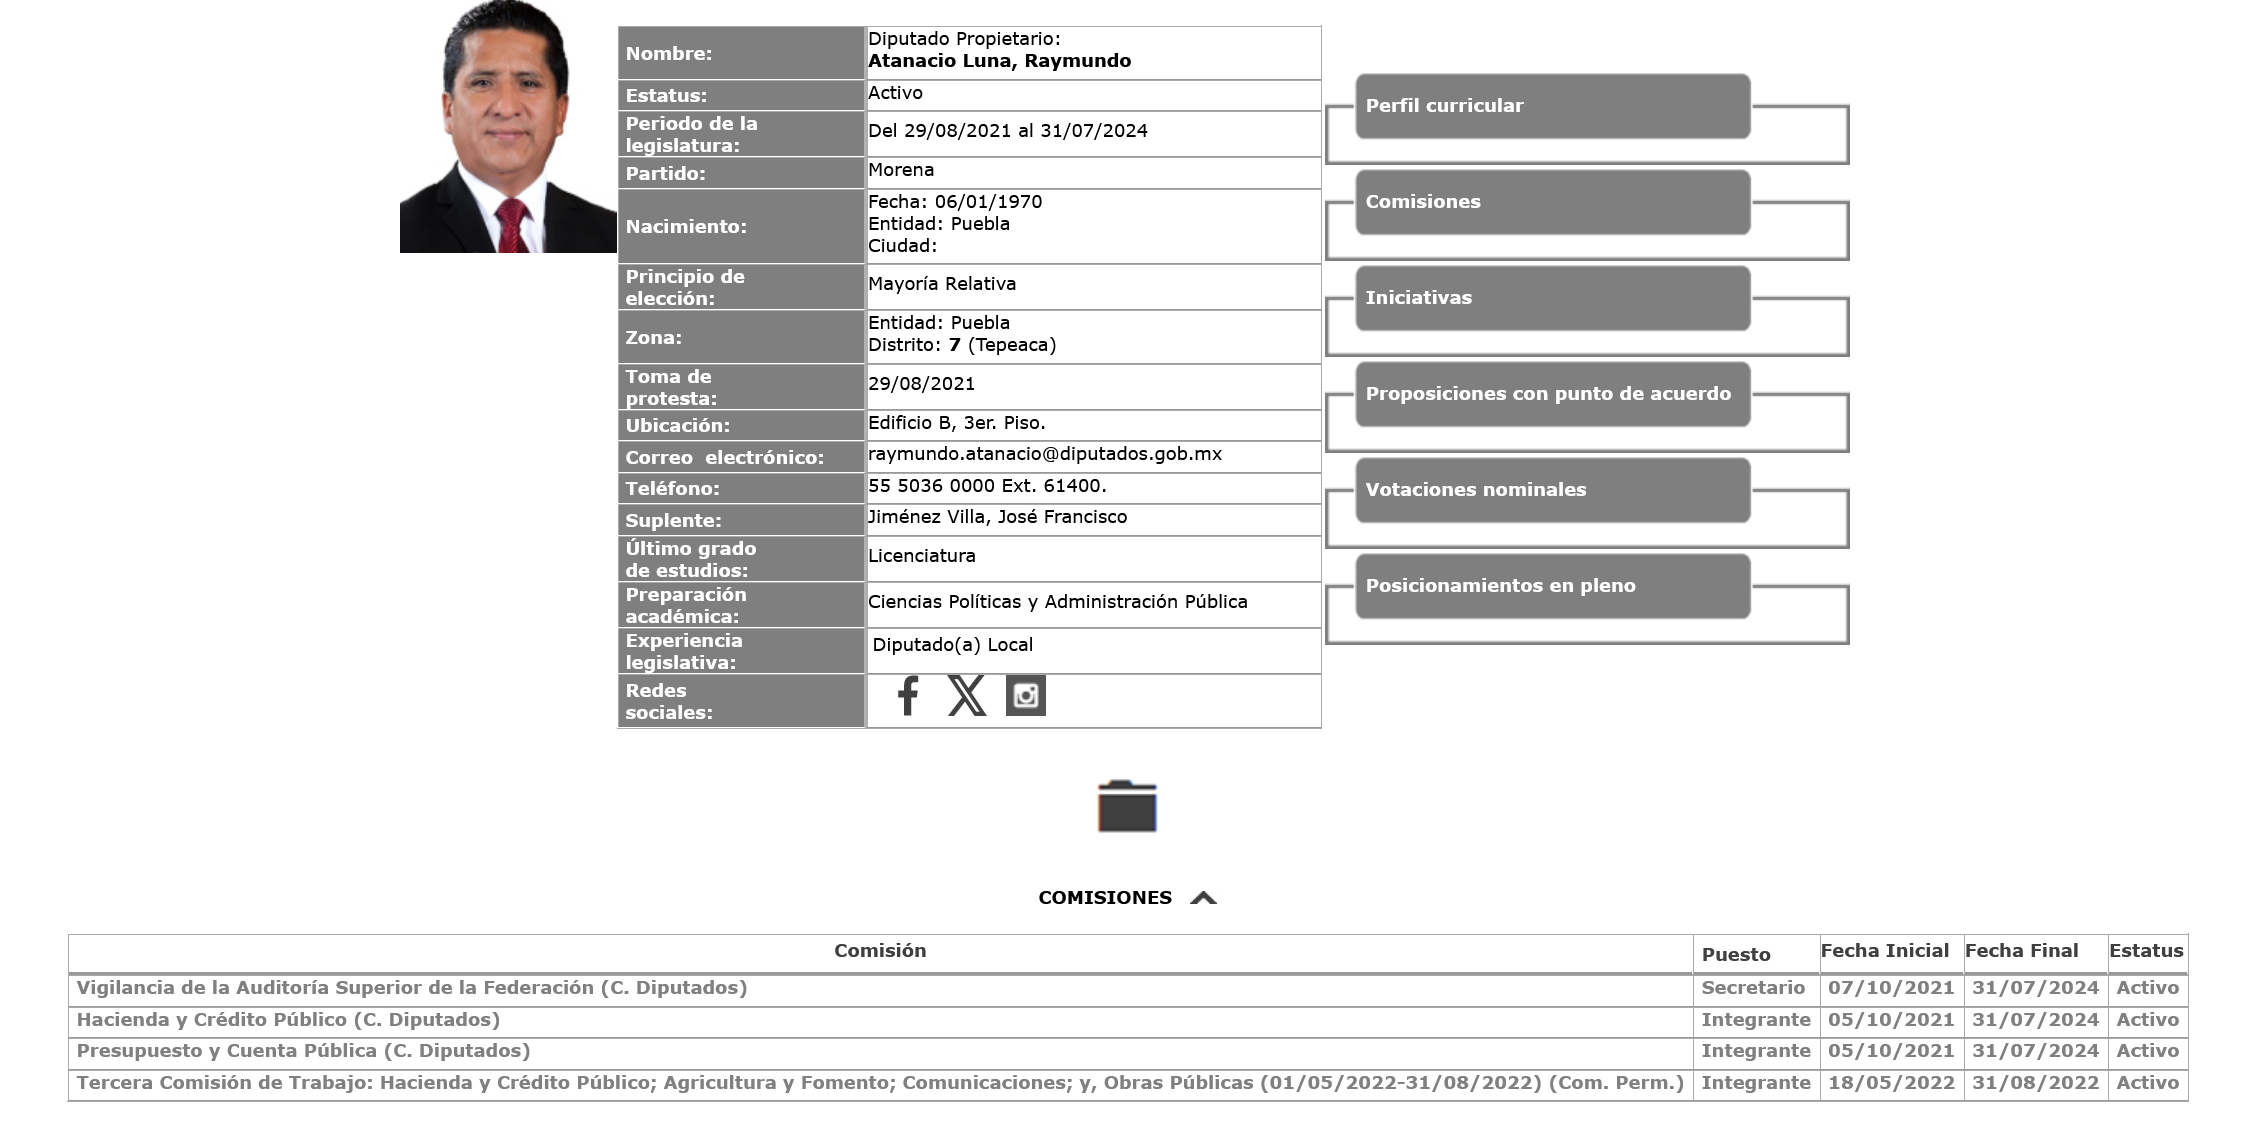 Nombre:
Diputado Propietario:
Atanacio Luna, Raymundo
Estatus:
Activo
Periodo de la
legislatura:
Del 29/08/2021 al 31/07/2024
Partido:
Morena
Nacimiento:
Fecha: 06/01/1970
Entidad: Puebla
Ciudad:
Principio de
elección:
Mayoría Relativa
Zona:
Entidad: Puebla
Distrito: 7 (Tepeaca)
Toma de
protesta:
29/08/2021
Ubicación:
Edificio B, 3er. Piso.
Correo electrónico:
raymundo.atanacio@diputados.gob.mx
Teléfono:
55 5036 0000 Ext. 61400.
Suplente:
Jiménez Villa, José Francisco
Último grado
de estudios:
Licenciatura
Preparación
académica:
Ciencias Políticas y Administración Pública
Experiencia
legislativa:
Diputado(a) Local
Redes
sociales:
Perfil curricular
Comisiones
Iniciativas
Proposiciones con punto de acuerdo
Votaciones nominales
Posicionamientos en pleno
COMISIONES
Comisión Puesto Fecha Inicial Fecha Final Estatus
Vigilancia de la Auditoría Superior de la Federación (C. Diputados) Secretario 07/10/2021 31/07/2024 Activo
Hacienda y Crédito Público (C. Diputados) Integrante 05/10/2021 31/07/2024 Activo
Presupuesto y Cuenta Pública (C. Diputados) Integrante 05/10/2021 31/07/2024 Activo
Tercera Comisión de Trabajo: Hacienda y Crédito Público; Agricultura y Fomento; Comunicaciones; y, Obras Públicas (01/05/2022-31/08/2022) (Com. Perm.) Integrante 18/05/2022 31/08/2022 Activo